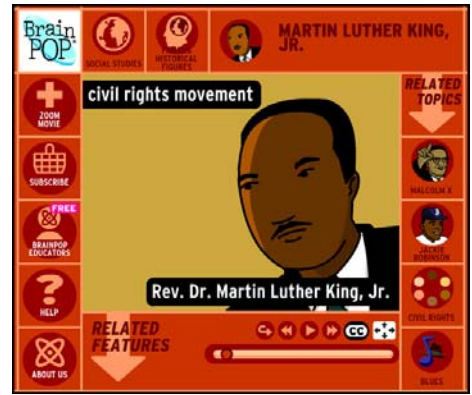 Brain
POP
SOCIAL STUDIES
FAMOUS
HISTORICAL
FIGURES
MARTIN LUTHER KING,
JR.
ZOOM
MOVIE
SUBSCRIBE
FREE
BRAINPOP
EDUCATORS
HELP
ABOUT US
civil rights movement
Rev. Dr. Martin Luther King, Jr.
RELATED
FEATURES
CC
RELATED
TOPICS
MALCOLM X
JACKIE
ROBINSON
CIVIL RIGHTS
BLUES